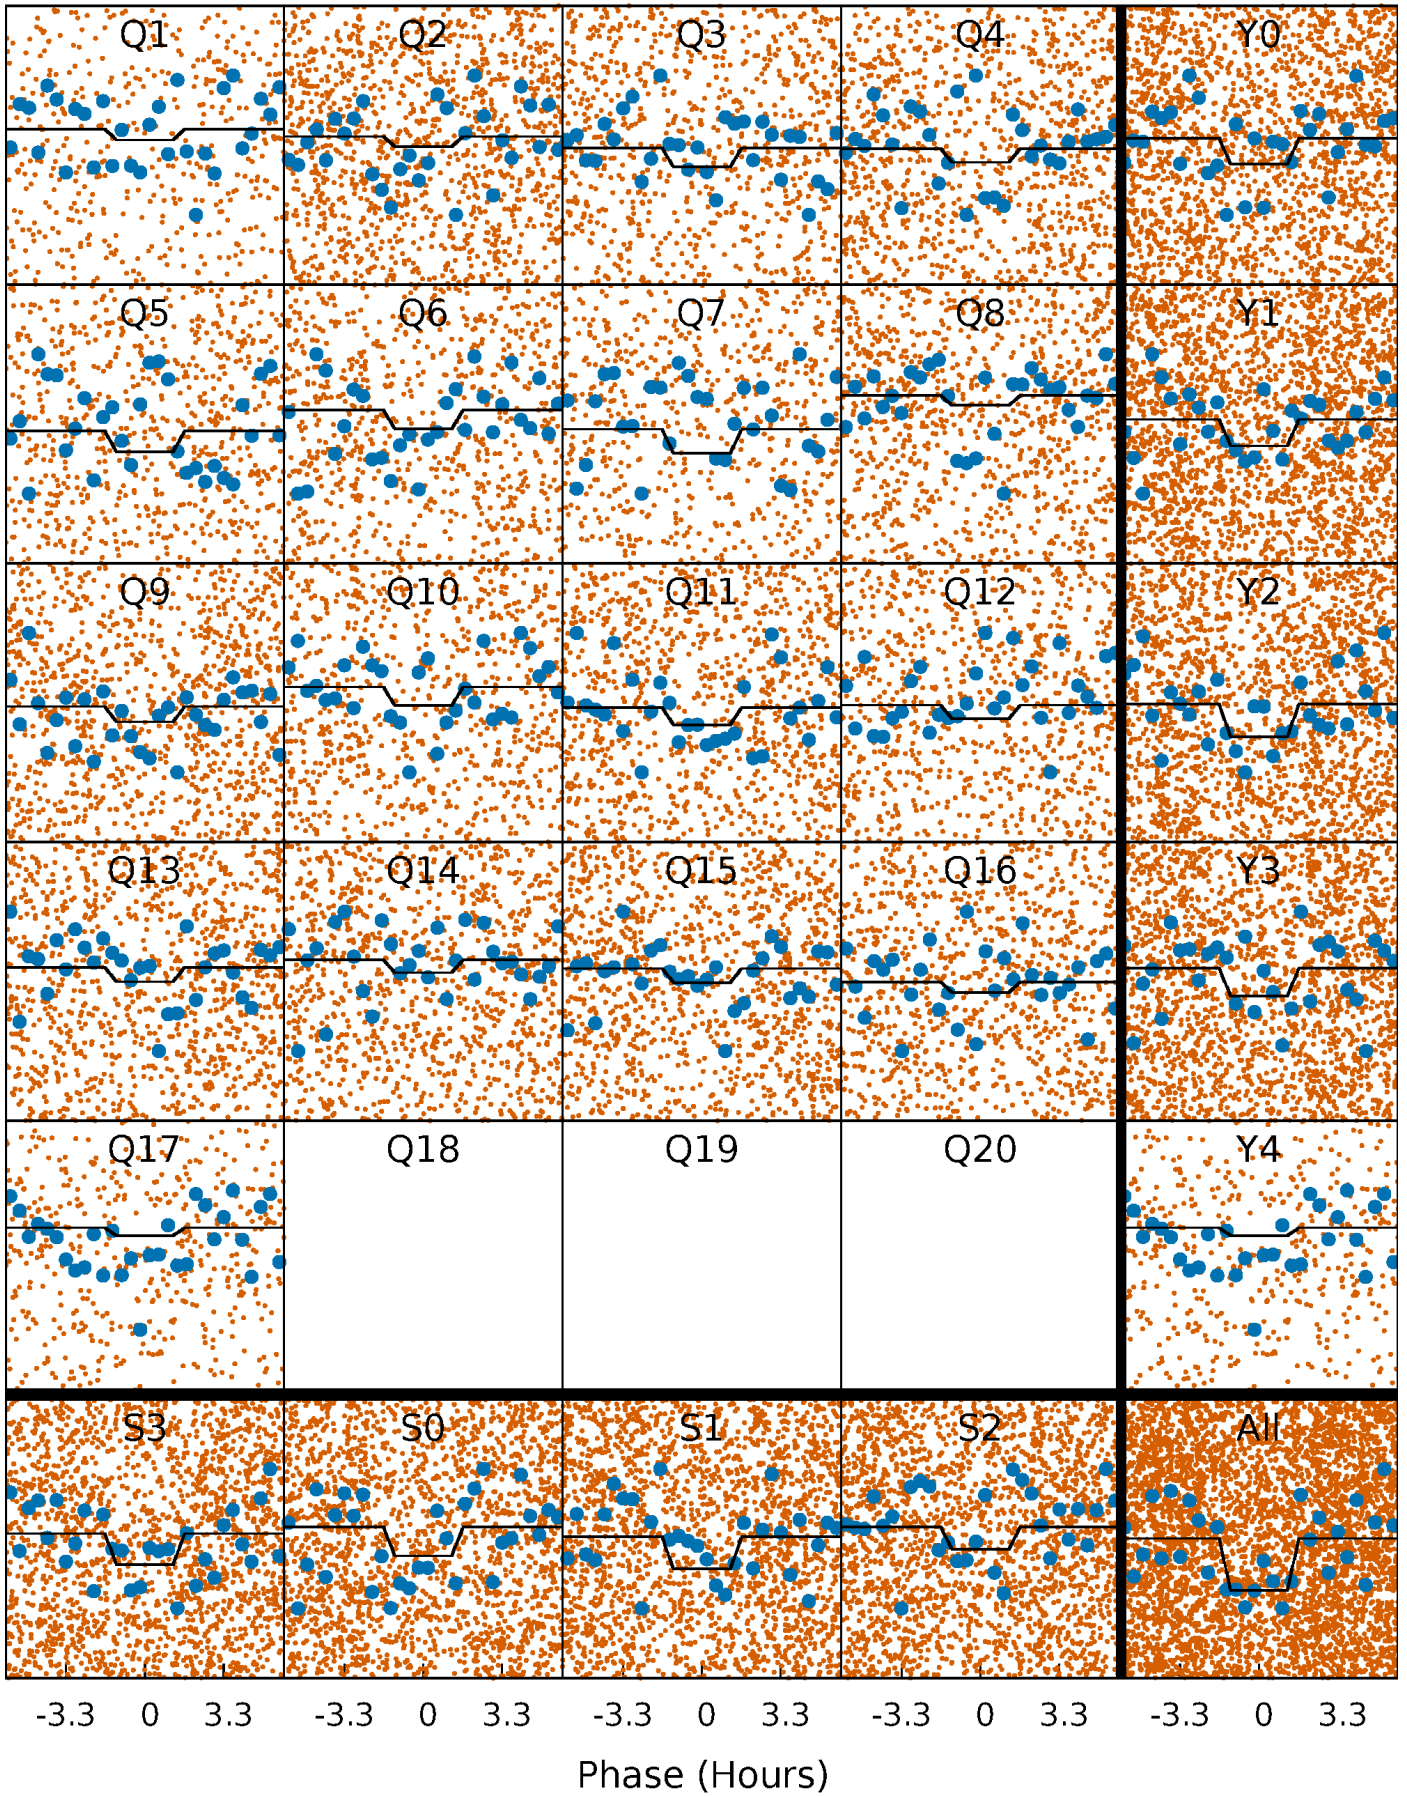 Q1 Q2 Q3 Q4 Y0
Q5 Q6 Q7 Q8 Y1
Q9 Q10 Q11 Q12 Y2
Q13 Q14 Q15 Q16 Y3
Q17 Q18 Q19 Q20 Y4
S3 S0 S1 S2 All
-3.3 0 3.3 -3.3 0 3.3 -3.3 0 3.3 -3.3 0 3.3 -3.3 0 3.3
Phase (Hours)